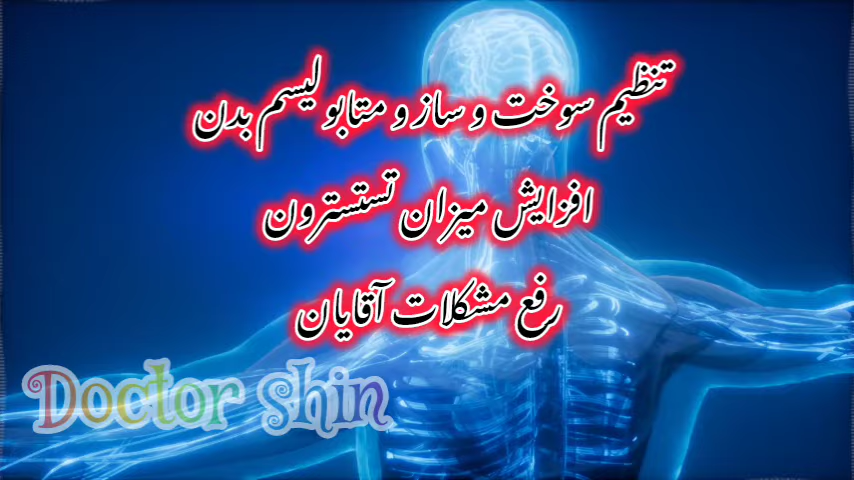 تنظیم سوخت و ساز و متابولیسم بدن
افزایش میزان تستسترون
رفع مشکلات آقایان
Doctor shin